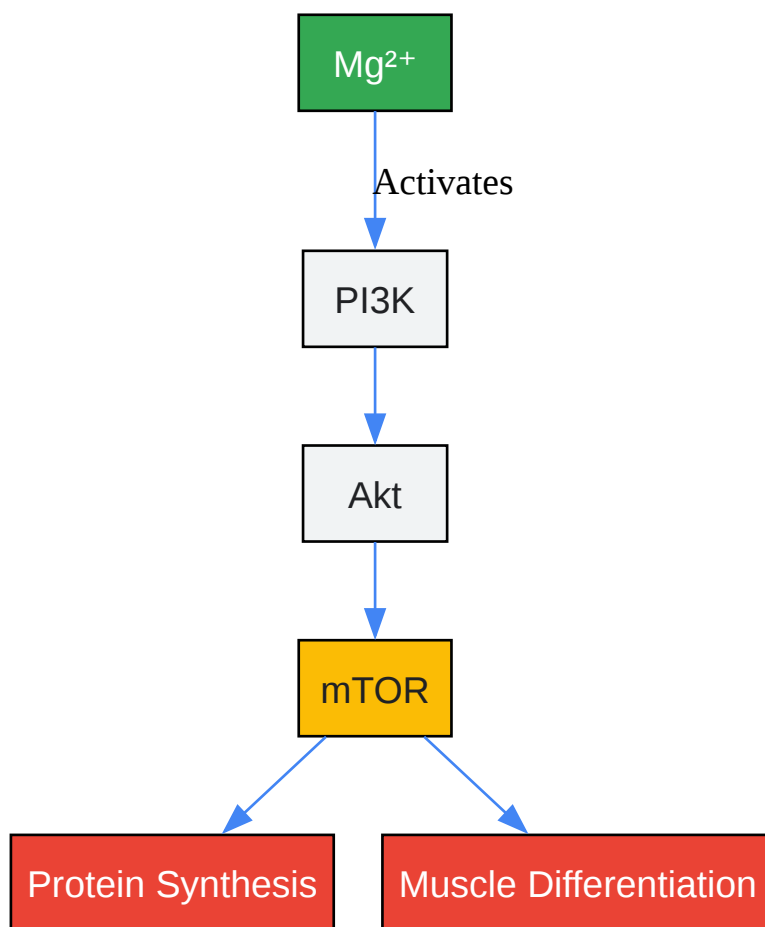 Mg²⁺
Activates
PI3K
Akt
mTOR
Protein Synthesis
Muscle Differentiation